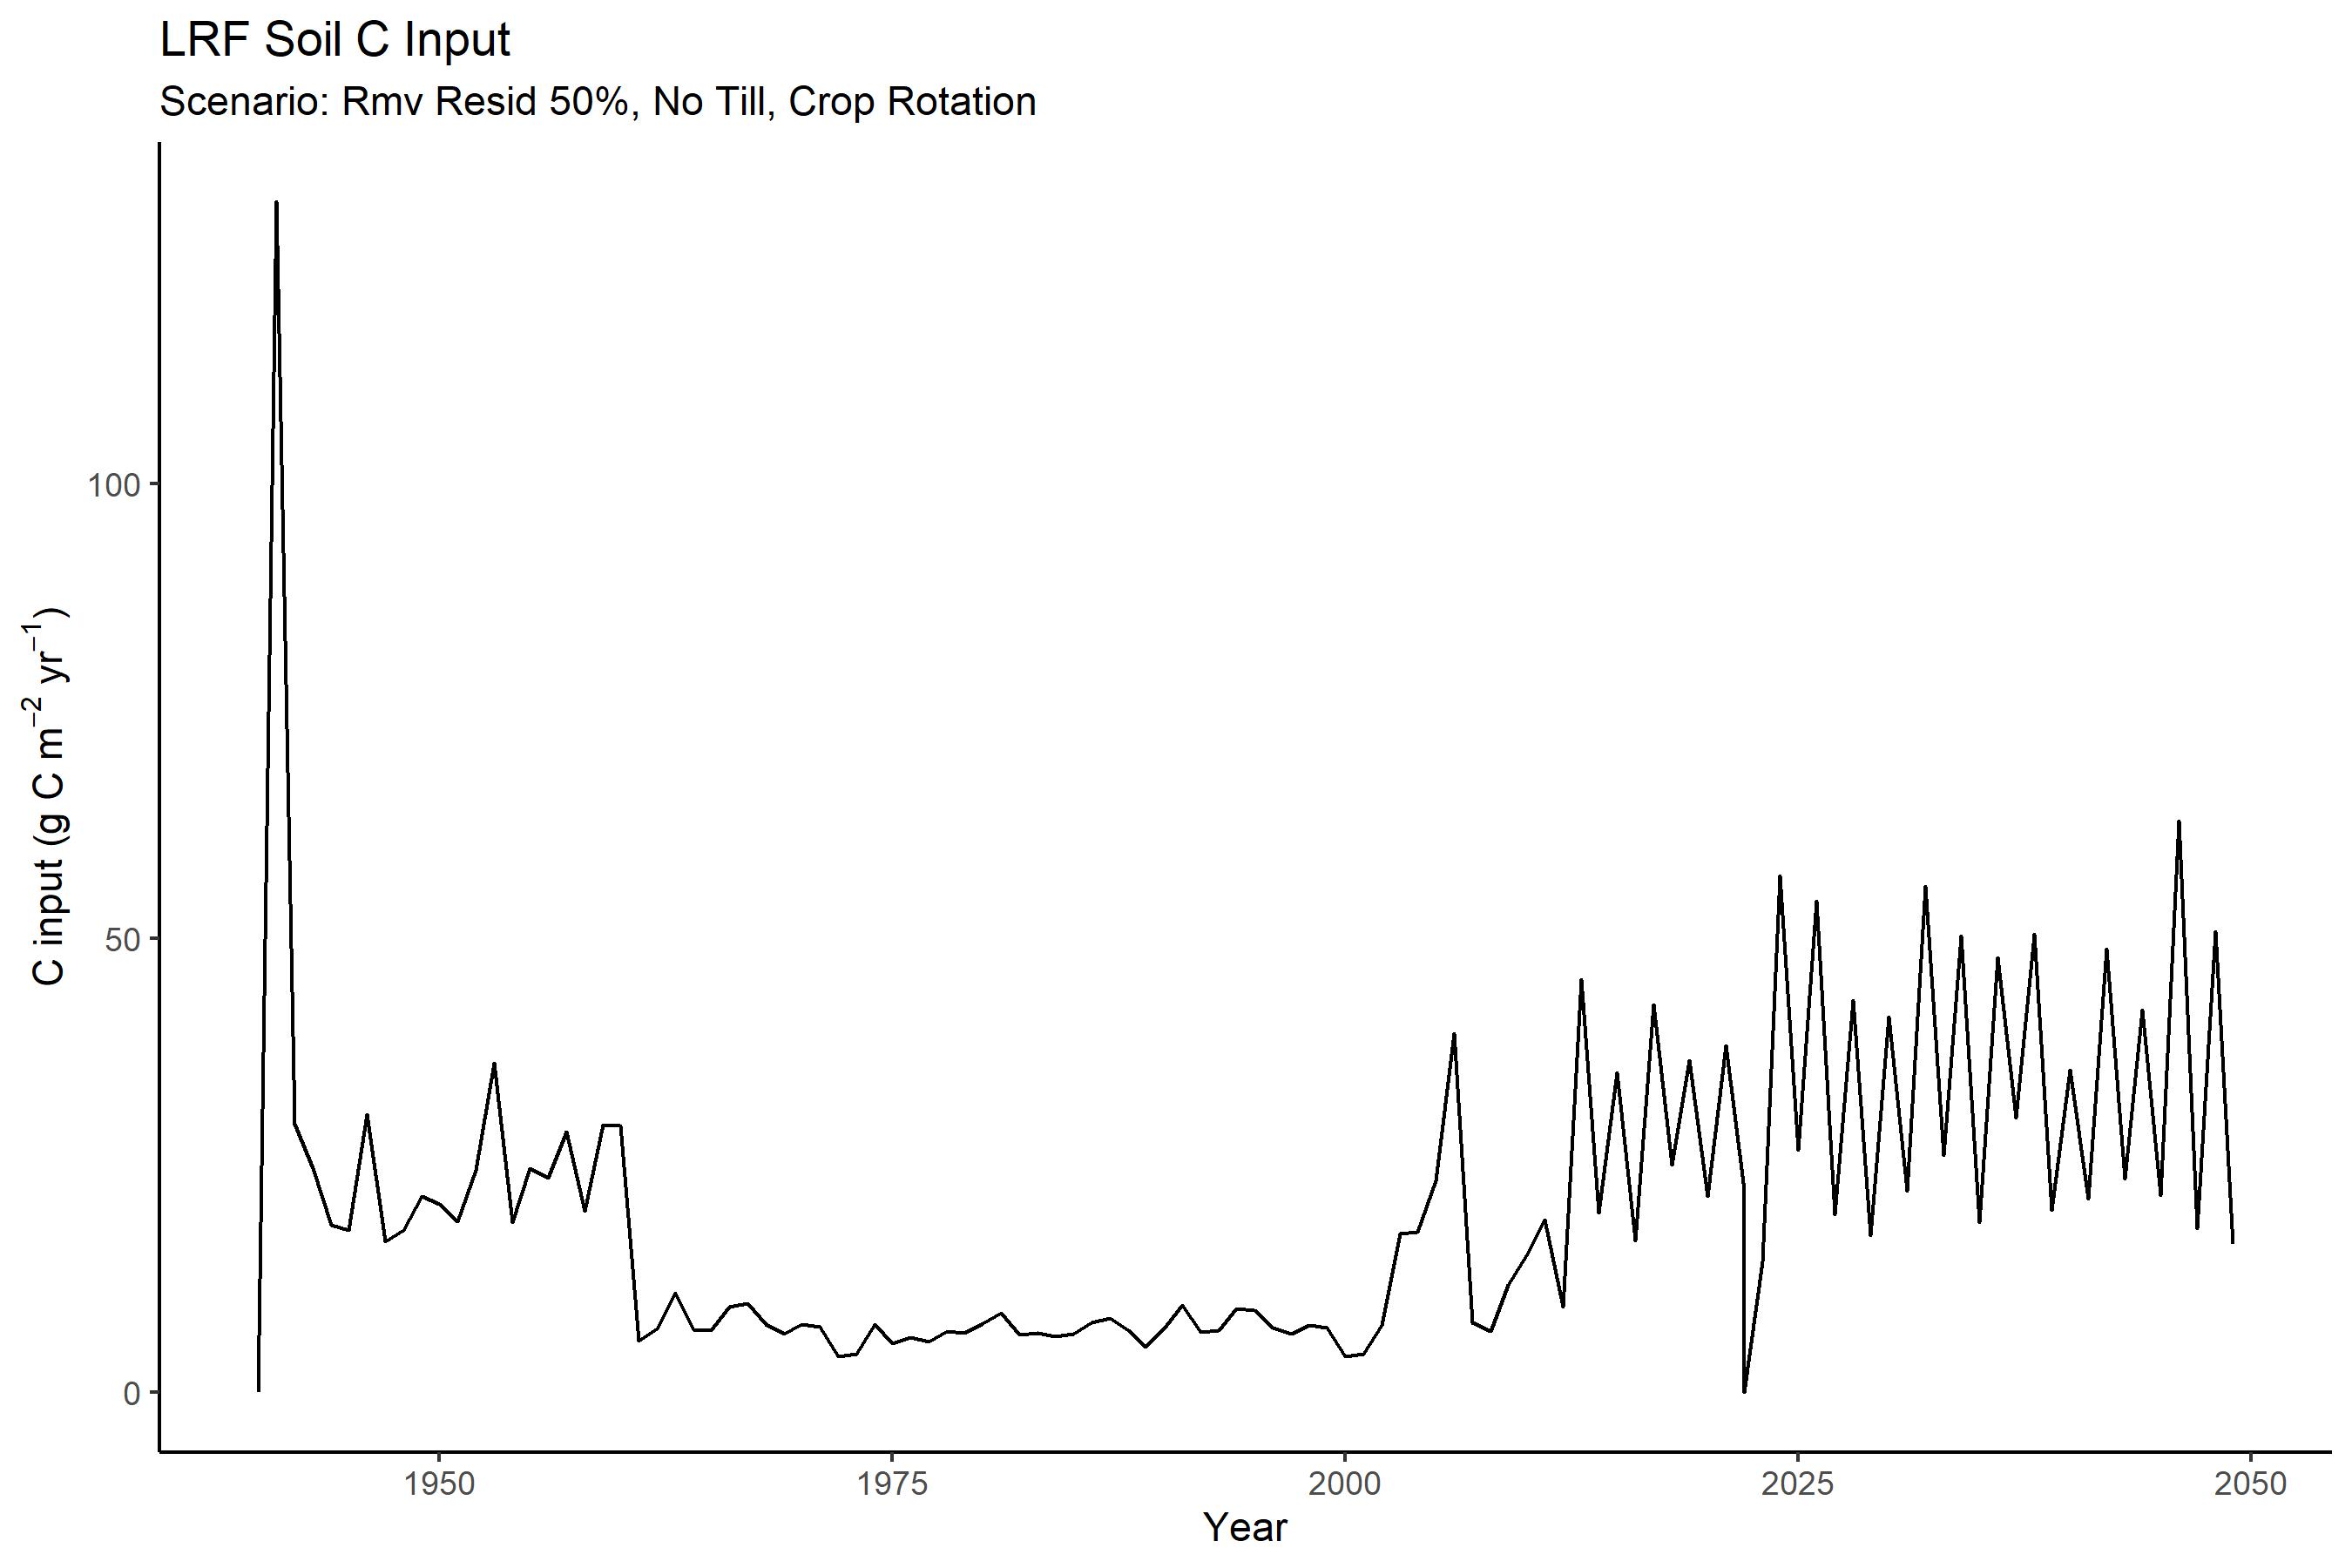 LRF Soil C Input
Scenario: Rmv Resid 50%, No Till, Crop Rotation
C input (g C m⁻² yr⁻¹)
100
50
0
1950 1975 2000 2025 2050
Year